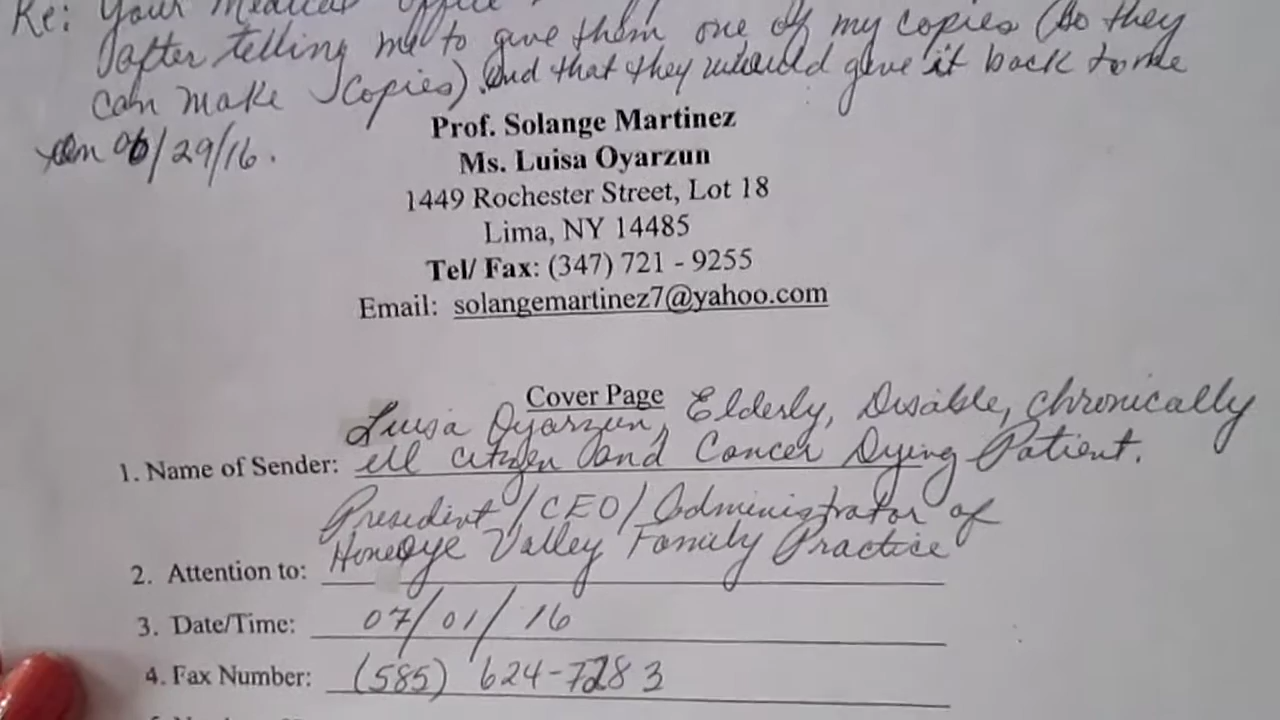 Re: Your Medical Office
after telling me to give them one of my copies (so they
can make copies) and that they would give it back to me
on 06/29/16.
Prof. Solange Martinez
Ms. Luisa Oyarzun
1449 Rochester Street, Lot 18
Lima, NY 14485
Tel/ Fax: (347) 721 - 9255
Email: solangemartinez7@yahoo.com
Cover Page
Luisa Oyarzun, Elderly, Disable, chronically
1. Name of Sender: ill citizen and Cancer Dying Patient.
President/CEO/Administrator of
2. Attention to: Honeoye Valley Family Practice
3. Date/Time: 07/01/16
4. Fax Number: (585) 624-7283